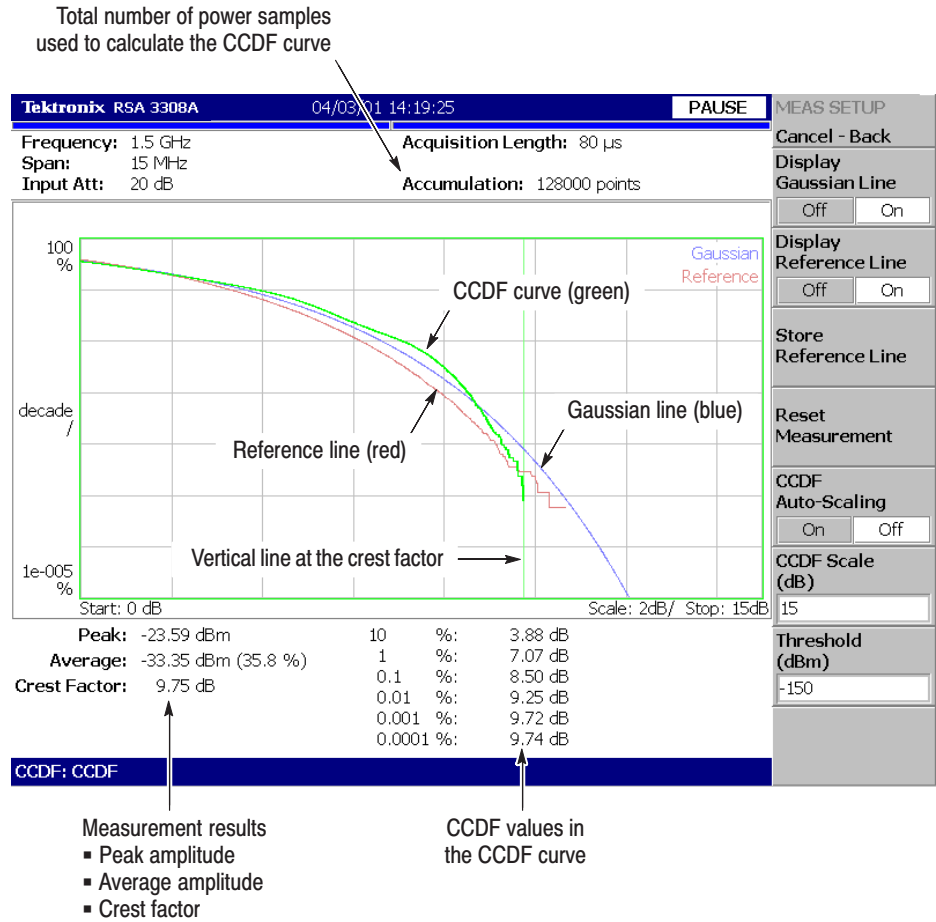 Total number of power samples
used to calculate the CCDF curve
Tektronix RSA 3308A 04/03/01 14:19:25 PAUSE
Frequency: 1.5 GHz Acquisition Length: 80 µs
Span: 15 MHz
Input Att: 20 dB Accumulation: 128000 points
100
%
decade
/
1e-005
%
Gaussian
Reference
CCDF curve (green)
Gaussian line (blue)
Reference line (red)
Vertical line at the crest factor
Start: 0 dB Scale: 2dB/ Stop: 15dB
Peak: -23.59 dBm
Average: -33.35 dBm (35.8 %)
Crest Factor: 9.75 dB
10 %: 3.88 dB
1 %: 7.07 dB
0.1 %: 8.50 dB
0.01 %: 9.25 dB
0.001 %: 9.72 dB
0.0001 %: 9.74 dB
CCDF: CCDF
MEAS SETUP
Cancel - Back
Display
Gaussian Line
Off On
Display
Reference Line
Off On
Store
Reference Line
Reset
Measurement
CCDF
Auto-Scaling
On Off
CCDF Scale
(dB)
15
Threshold
(dBm)
-150
Measurement results
▪ Peak amplitude
▪ Average amplitude
▪ Crest factor
CCDF values in
the CCDF curve